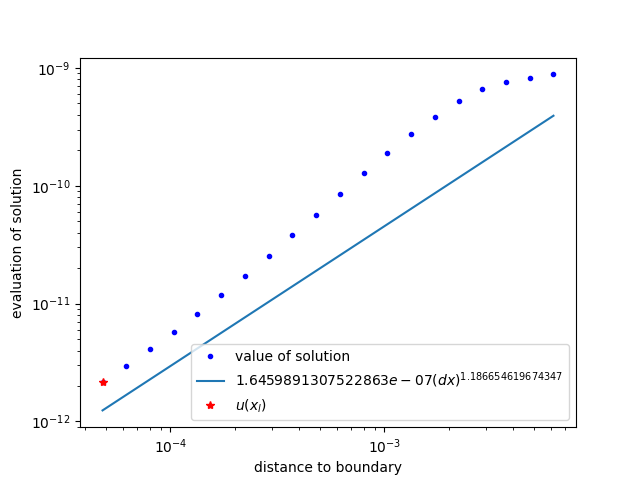 10⁻⁹
10⁻¹⁰
10⁻¹¹
10⁻¹²
evaluation of solution
value of solution
1.6459891307522863e − 07(dx)^1.186654619674347
u(x_l)
10⁻⁴
10⁻³
distance to boundary